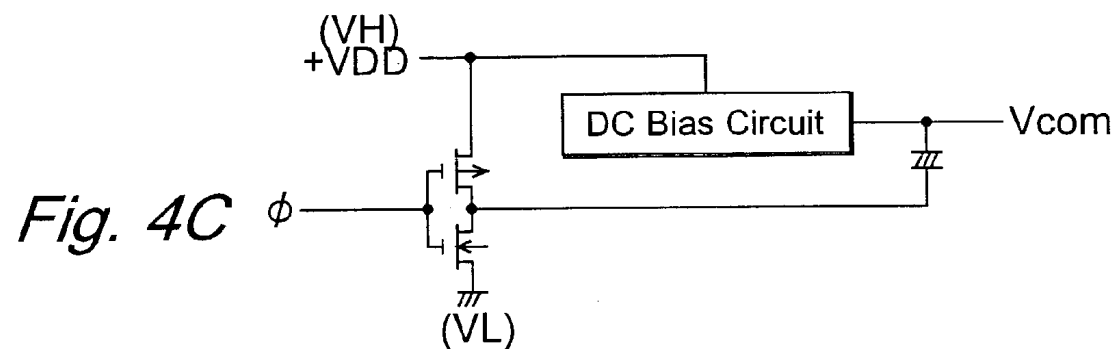 (VH)
+VDD
DC Bias Circuit
Vcom
Fig. 4C
ϕ
(VL)